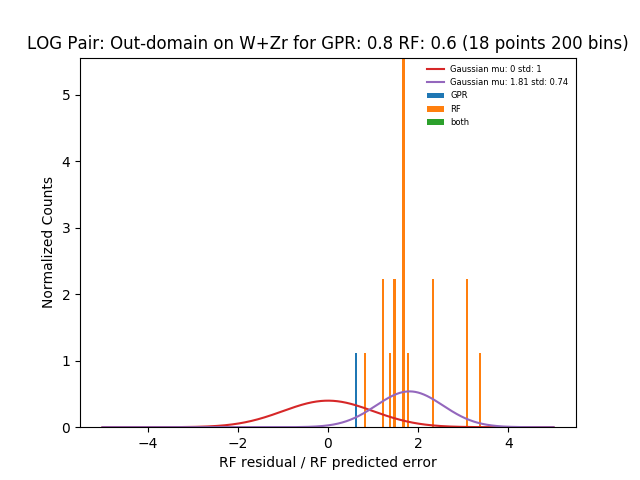 LOG Pair: Out-domain on W+Zr for GPR: 0.8 RF: 0.6 (18 points 200 bins)
Gaussian mu: 0 std: 1
Gaussian mu: 1.81 std: 0.74
GPR
RF
both
Normalized Counts
5
4
3
2
1
0
−4
−2
0
2
4
RF residual / RF predicted error